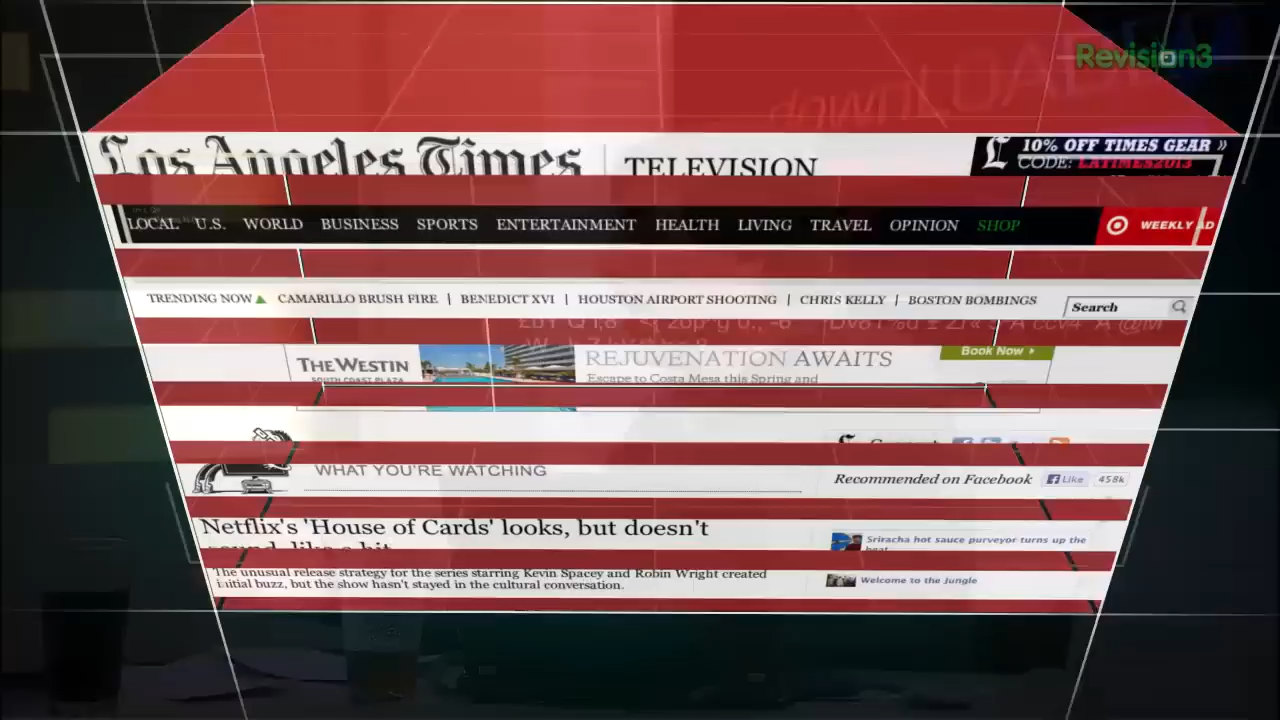 Revision3
Los Angeles Times | TELEVISION
10% OFF TIMES GEAR »
CODE: LATIMES2013
LOCAL U.S. WORLD BUSINESS SPORTS ENTERTAINMENT HEALTH LIVING TRAVEL OPINION SHOP
WEEKLY AD
TRENDING NOW ▲ CAMARILLO BRUSH FIRE | BENEDICT XVI | HOUSTON AIRPORT SHOOTING | CHRIS KELLY | BOSTON BOMBINGS
Search
THE WESTIN
SOUTH COAST PLAZA
REJUVENATION AWAITS
Escape to Costa Mesa this Spring and
Book Now
WHAT YOU'RE WATCHING
Recommended on Facebook
Like 458k
Netflix's 'House of Cards' looks, but doesn't
sound, like a hit
The unusual release strategy for the series starring Kevin Spacey and Robin Wright created
initial buzz, but the show hasn't stayed in the cultural conversation.
Sriracha hot sauce purveyor turns up the
heat
Welcome to the Jungle